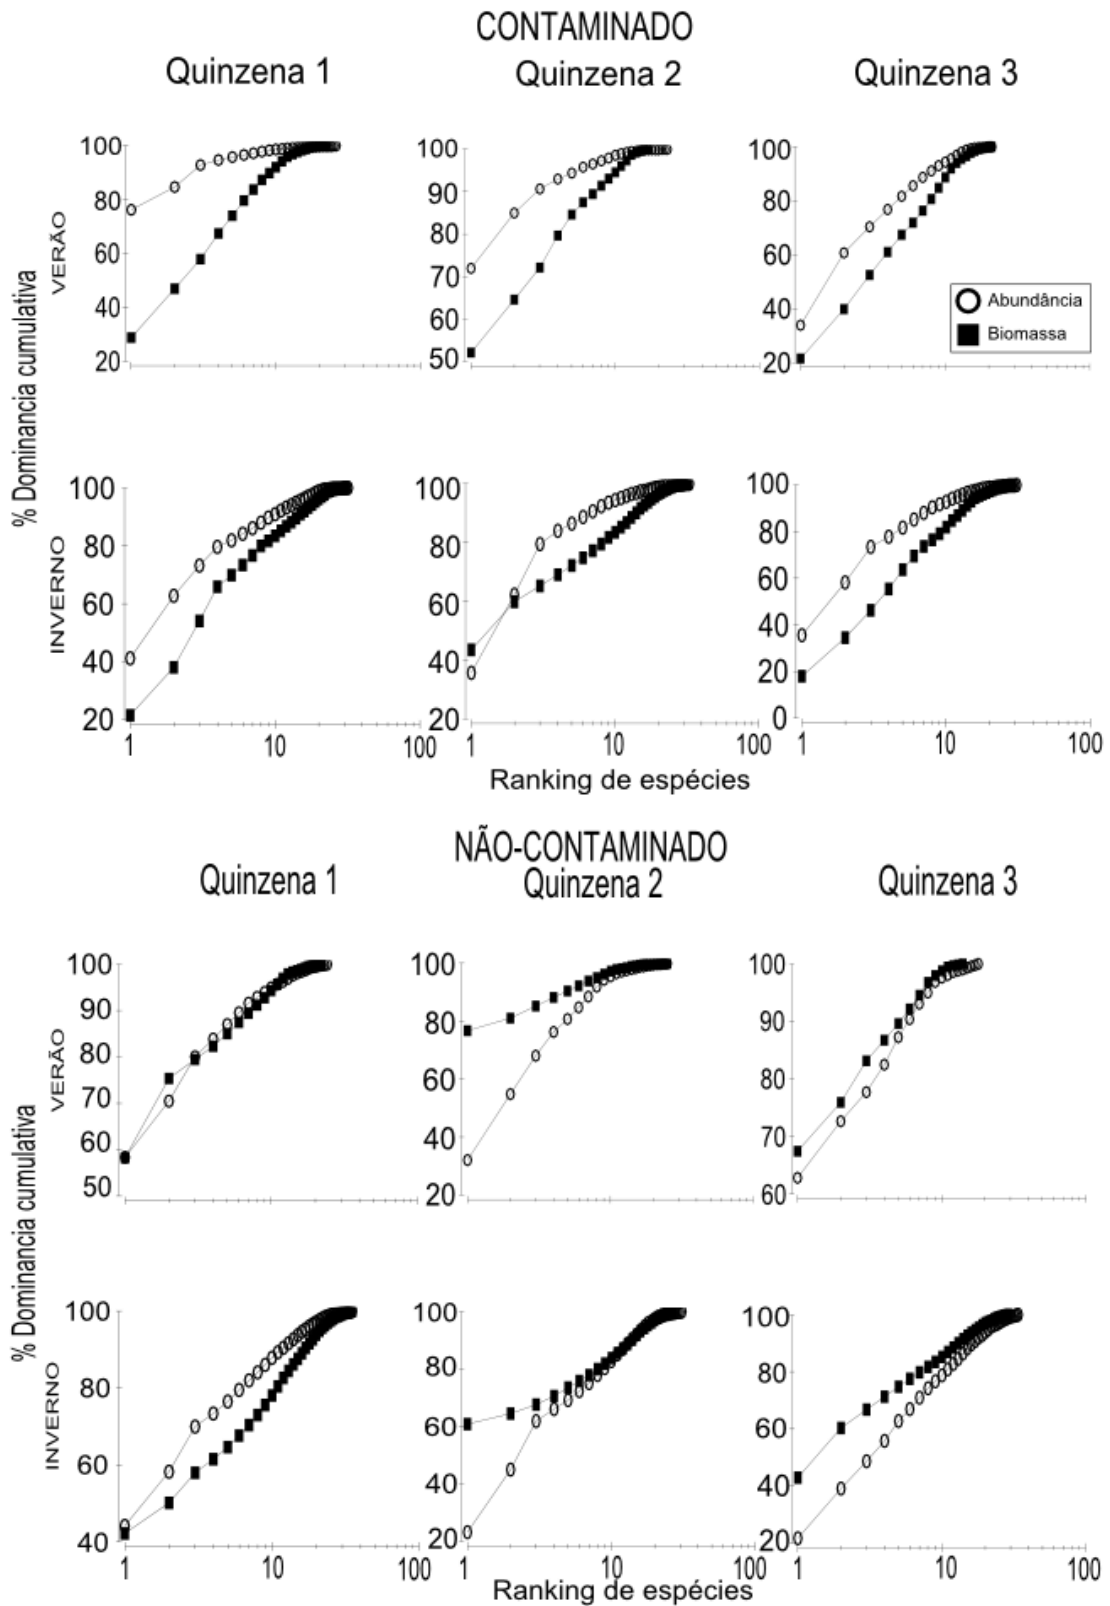 CONTAMINADO
Quinzena 1 Quinzena 2 Quinzena 3
% Dominancia cumulativa
VERÃO
100 80 60 40 20
100 90 80 70 60 50
100 80 60 40 20
Abundância
Biomassa
INVERNO
100 80 60 40 20
100 80 60 40 20
100 80 60 40 20 0
1 10 100 1 10 100 1 10 100
Ranking de espécies
NÃO-CONTAMINADO
Quinzena 1 Quinzena 2 Quinzena 3
% Dominancia cumulativa
VERÃO
100 90 80 70 60 50
100 80 60 40 20
100 90 80 70 60
INVERNO
100 80 60 40
100 80 60 40 20
100 80 60 40 20
1 10 100 1 10 100 1 10 100
Ranking de espécies